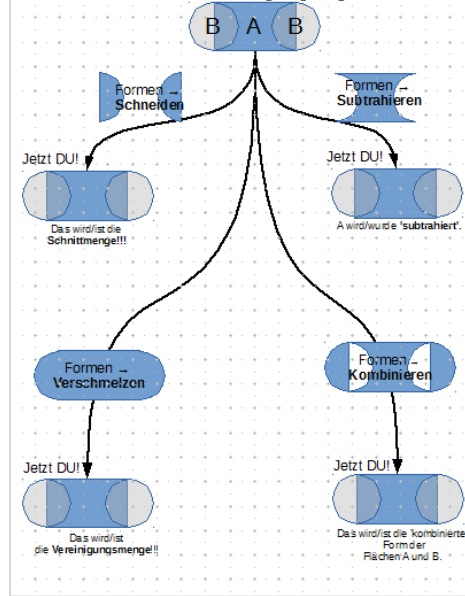 B A B
Formen →
Schneiden
Formen →
Subtrahieren
Jetzt DU!
Jetzt DU!
Das wird/ist die
Schnittmenge!!!
A wird/wurde 'subtrahiert'.
Formen →
Verschmelzen
Formen →
Kombinieren
Jetzt DU!
Jetzt DU!
Das wird/ist
die Vereinigungsmenge!!!
Das wird/ist die 'kombinierte
Form der
Flächen A und B.